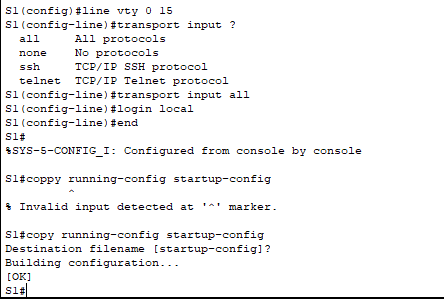 S1(config)#line vty 0 15
S1(config-line)#transport input ?
  all     All protocols
  none    No protocols
  ssh     TCP/IP SSH protocol
  telnet  TCP/IP Telnet protocol
S1(config-line)#transport input all
S1(config-line)#login local
S1(config-line)#end
S1#
%SYS-5-CONFIG_I: Configured from console by console
S1#coppy running-config startup-config
         ^
% Invalid input detected at '^' marker.
S1#copy running-config startup-config
Destination filename [startup-config]?
Building configuration...
[OK]
S1#